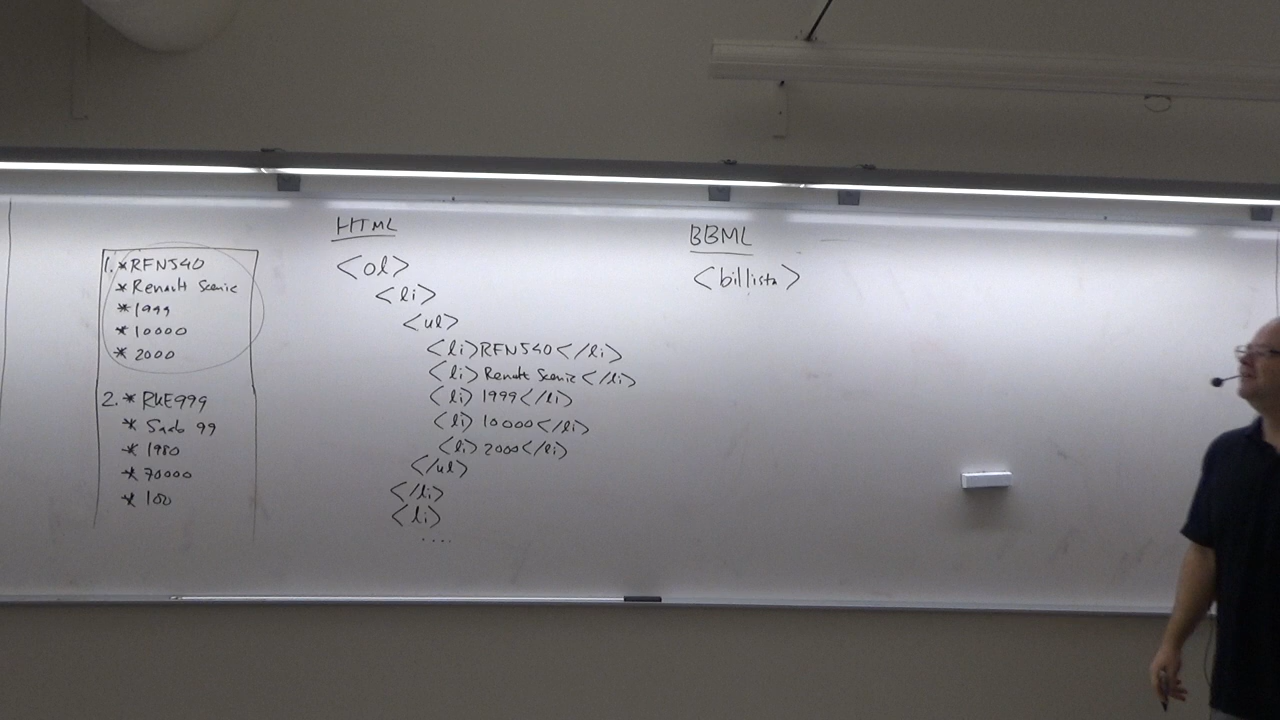 1. *RFN540
*Renault Scenic
*1999
*10000
*2000
2. *RKE999
*Saab 99
*1980
*70000
*100
HTML
<ol>
<li>
<ul>
<li>RFN540</li>
<li>Renault Scenic</li>
<li>1999</li>
<li>10000</li>
<li>2000</li>
</ul>
</li>
<li>
....
BBML
<billista>